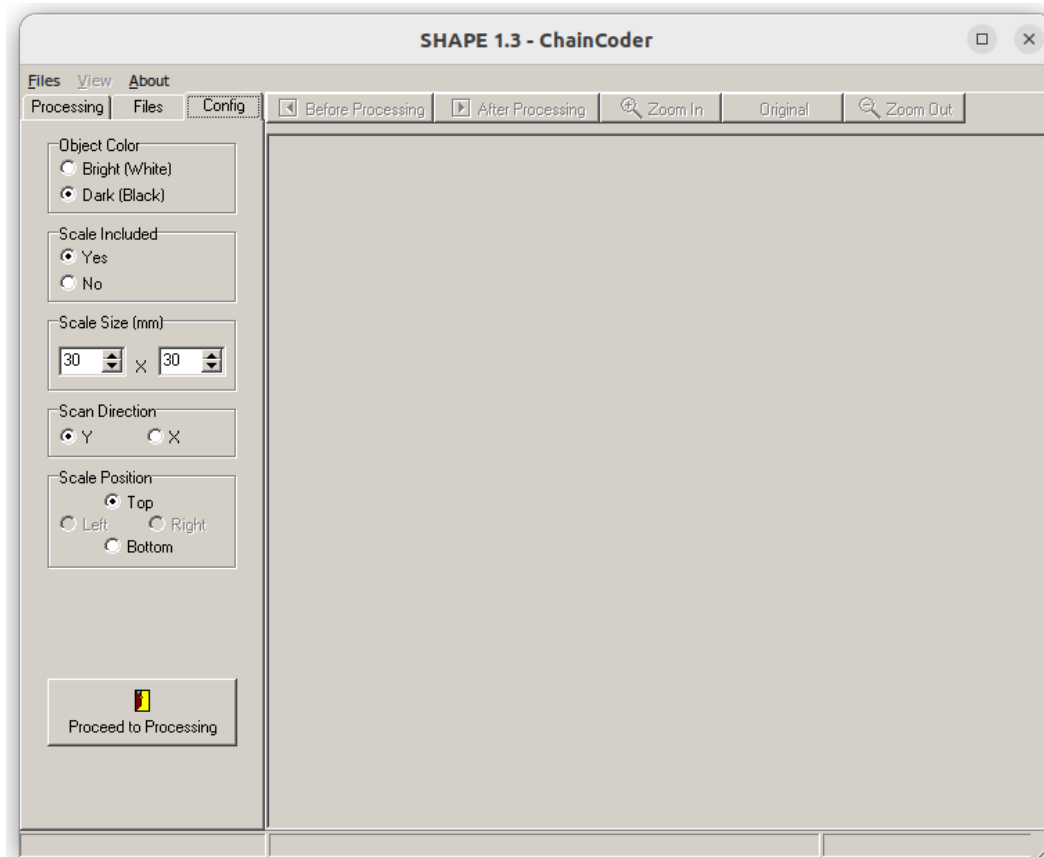 SHAPE 1.3 - ChainCoder
Files View About
Processing Files Config Before Processing After Processing Zoom In Original Zoom Out
Object Color
Bright (White)
Dark (Black)
Scale Included
Yes
No
Scale Size (mm)
30 X 30
Scan Direction
Y X
Scale Position
Top
Left Right
Bottom
Proceed to Processing